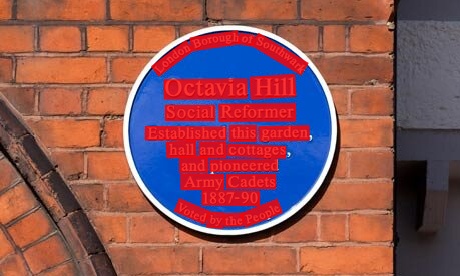 London Borough of Southwark
Octavia Hill
Social Reformer
Established this garden,
hall and cottages,
and pioneered
Army Cadets
1887-90
Voted by the People